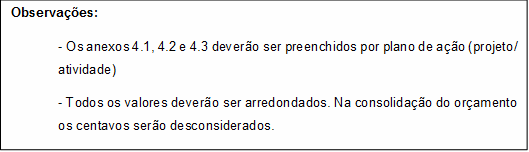 Observações:
- Os anexos 4.1, 4.2 e 4.3 deverão ser preenchidos por plano de ação (projeto/
atividade)
- Todos os valores deverão ser arredondados. Na consolidação do orçamento
os centavos serão desconsiderados.